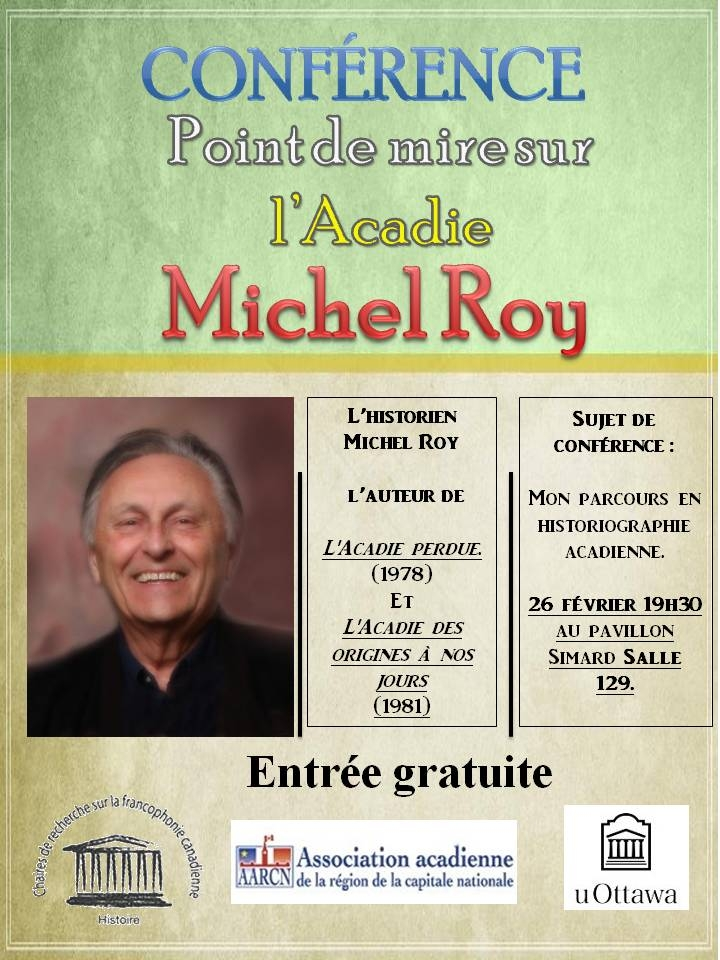 CONFÉRENCE
Point de mire sur
l'Acadie
Michel Roy
L'historien
Michel Roy
l'auteur de
L'Acadie perdue.
(1978)
Et
L'Acadie des
origines à nos
jours
(1981)
Sujet de
conférence :
Mon parcours en
historiographie
acadienne.
26 février 19h30
au pavillon
Simard Salle
129.
Entrée gratuite
Chaires de recherche sur la francophonie canadienne
Histoire
AARCN
Association acadienne
de la région de la capitale nationale
uOttawa